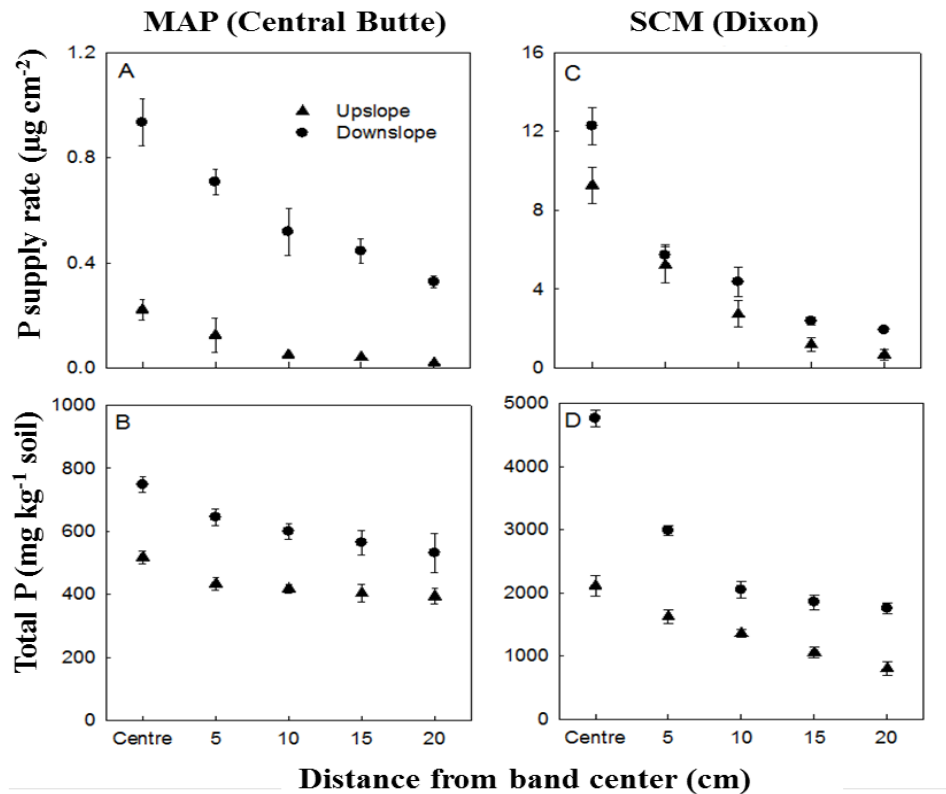 MAP (Central Butte)
SCM (Dixon)
P supply rate (µg cm⁻²)
1.2
0.8
0.4
0.0
A
Upslope
Downslope
16
12
8
4
0
C
Total P (mg kg⁻¹ soil)
1000
800
600
400
200
0
B
Centre 5 10 15 20
5000
4000
3000
2000
1000
0
D
Centre 5 10 15 20
Distance from band center (cm)